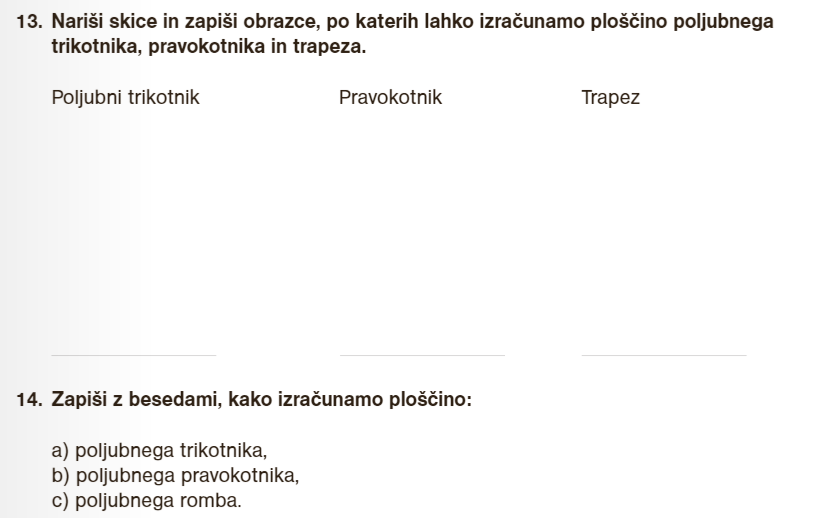 13. Nariši skice in zapiši obrazce, po katerih lahko izračunamo ploščino poljubnega
trikotnika, pravokotnika in trapeza.
Poljubni trikotnik Pravokotnik Trapez
14. Zapiši z besedami, kako izračunamo ploščino:
a) poljubnega trikotnika,
b) poljubnega pravokotnika,
c) poljubnega romba.